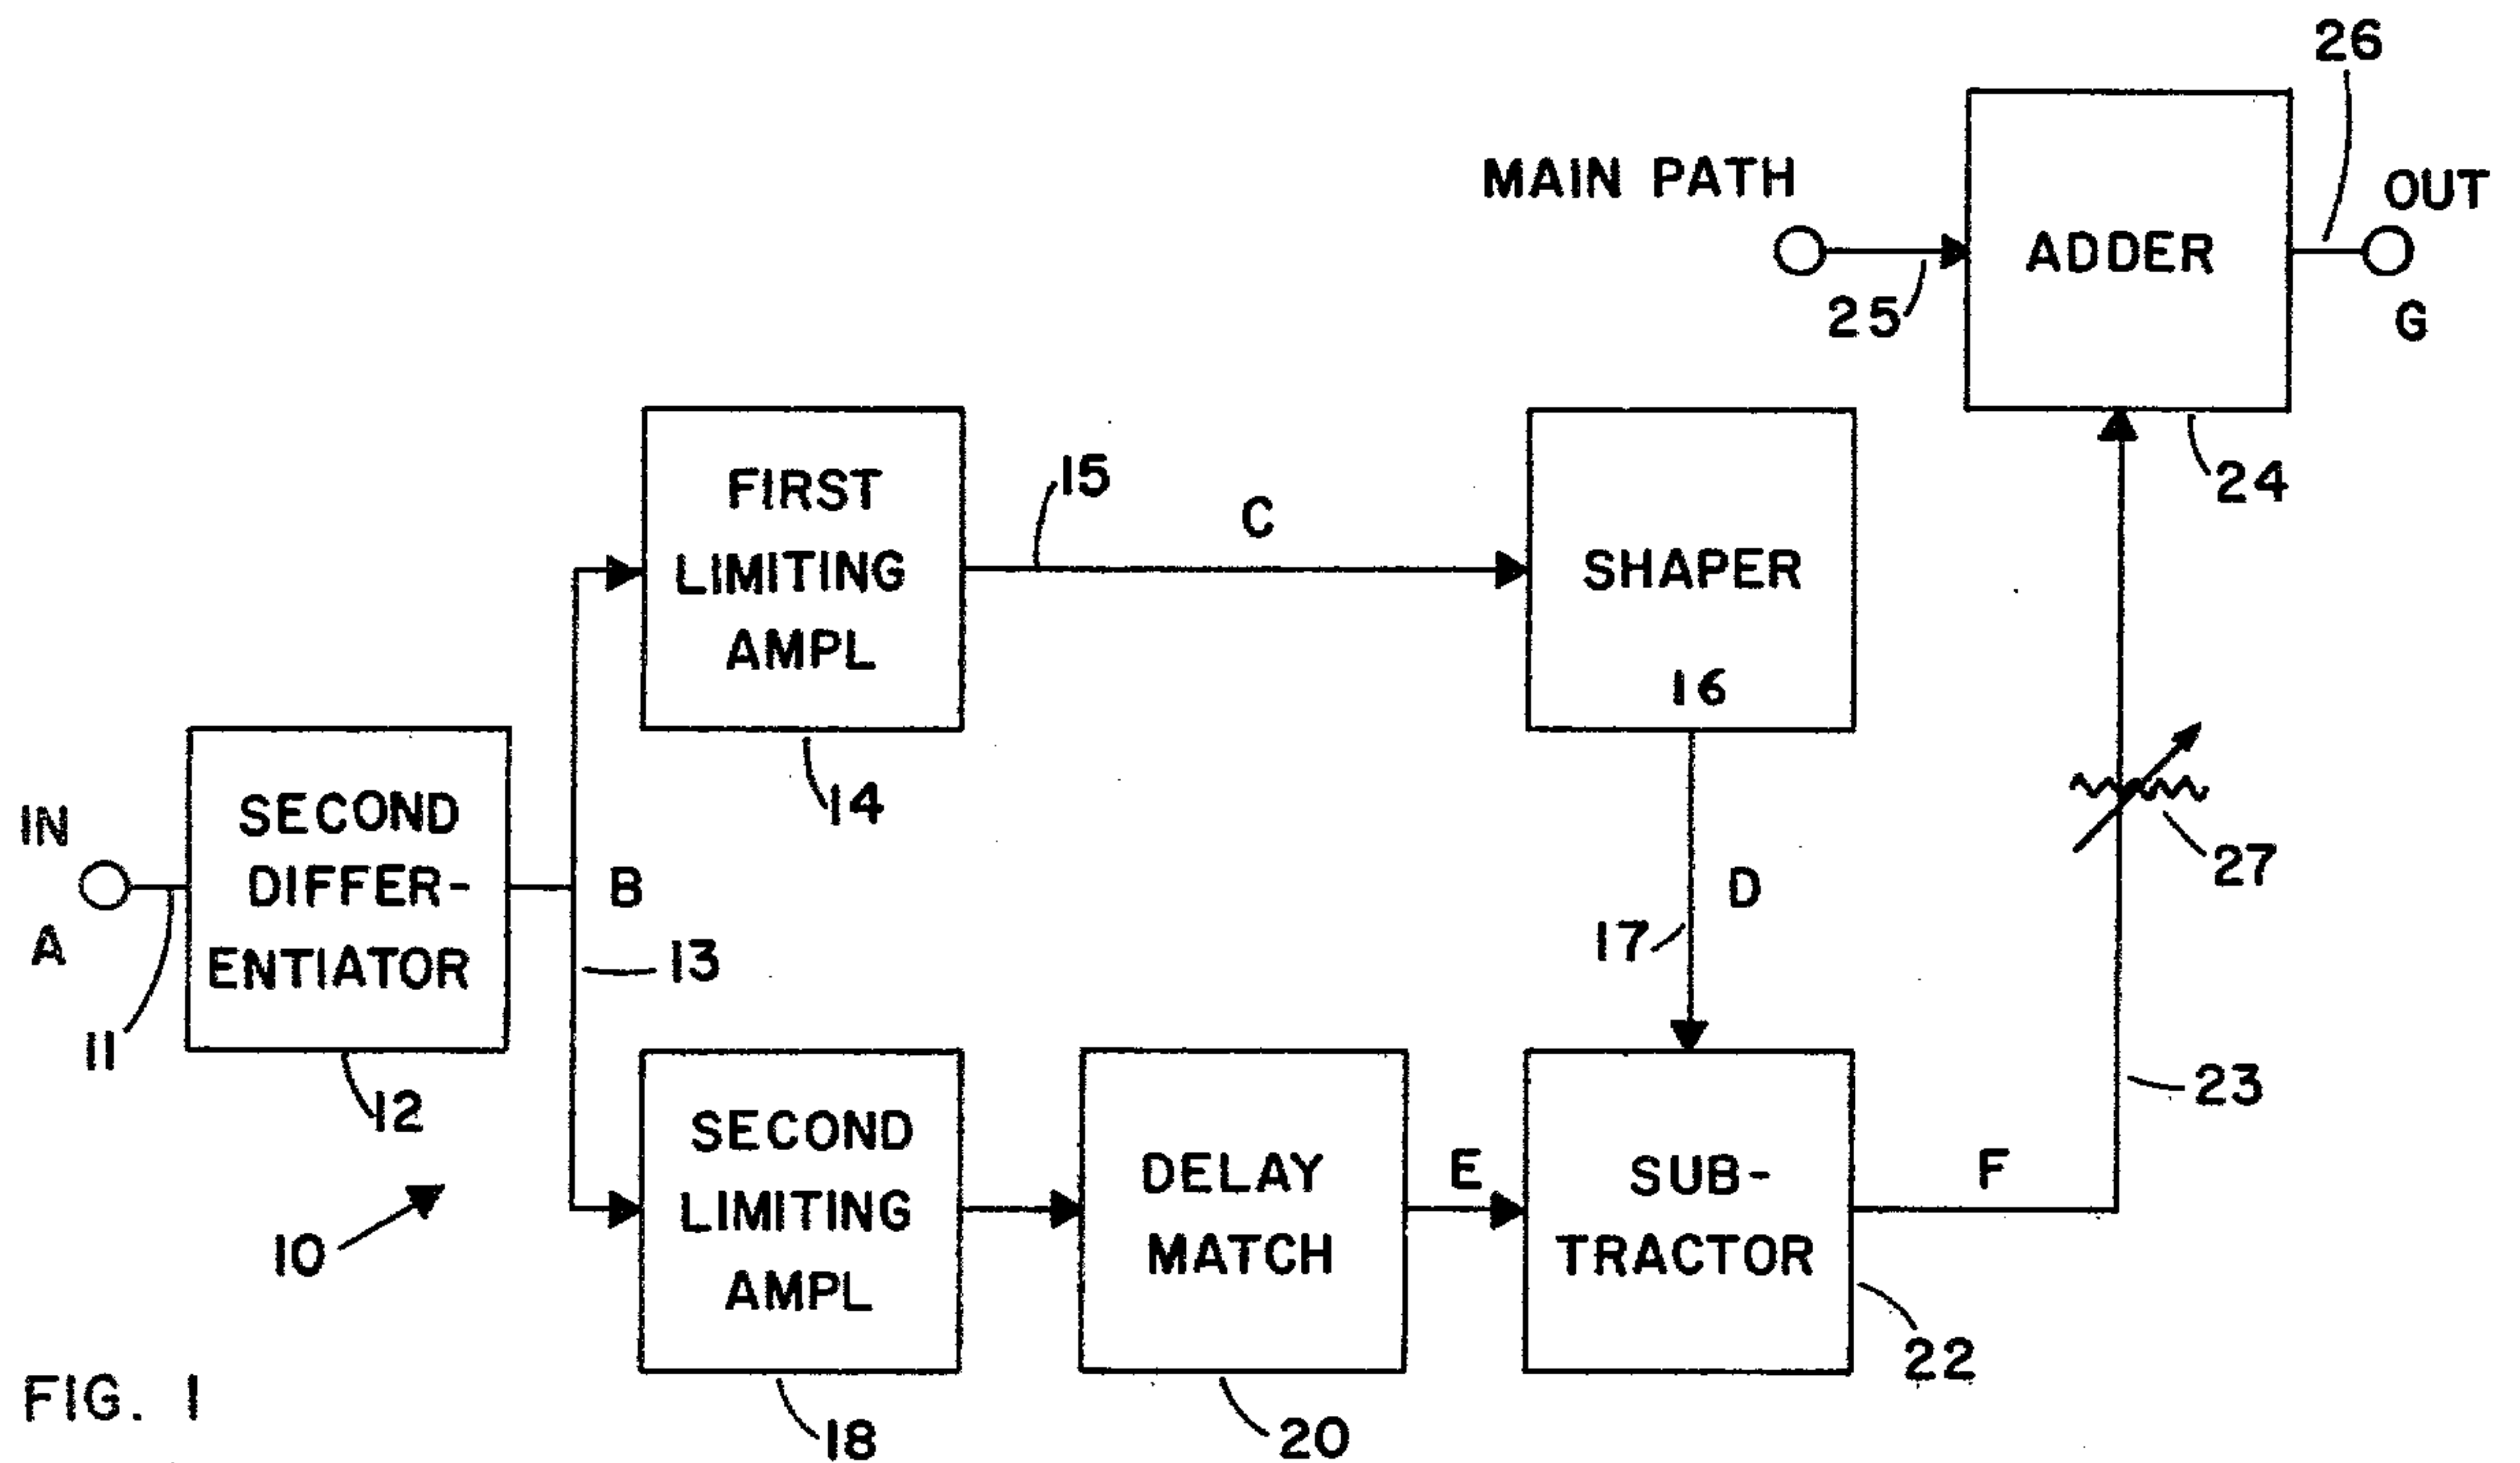 26
MAIN PATH
OUT
ADDER
25
G
FIRST
LIMITING
AMPL
15
C
SHAPER
16
24
14
IN
A
SECOND
DIFFER-
ENTIATOR
B
13
D
17
27
11
12
10
SECOND
LIMITING
AMPL
DELAY
MATCH
E
SUB-
TRACTOR
F
23
22
FIG. 1
18
20